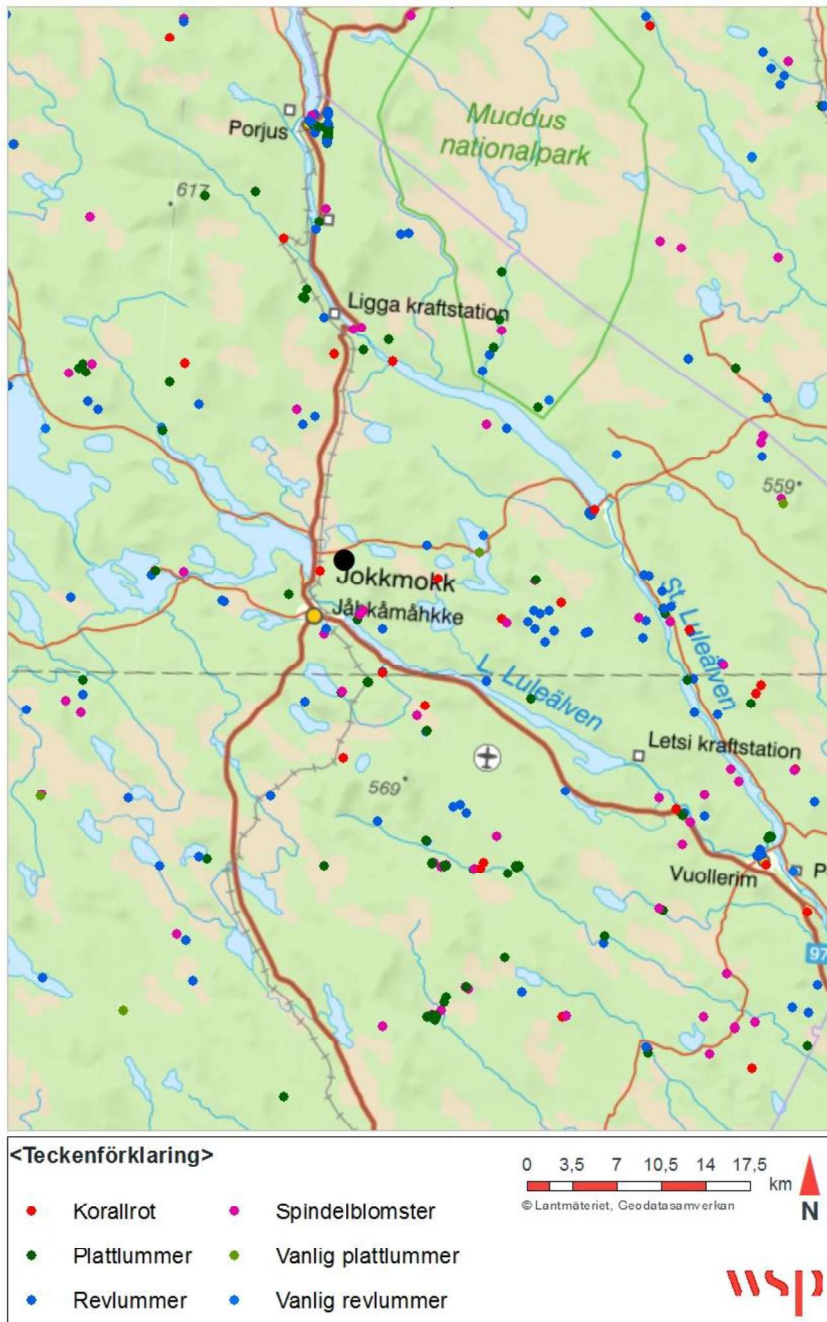 Muddus
nationalpark
Porjus
617
Ligga kraftstation
559
Jokkmokk
Jåhkåmåhkke
St. Luleälven
L. Luleälven
Letsi kraftstation
569
Vuollerim
P
97
<Teckenförklaring>
0 3,5 7 10,5 14 17,5
km
© Lantmäteriet, Geodatasamverkan
N
Korallrot
Spindelblomster
Plattlummer
Vanlig plattlummer
Revlummer
Vanlig revlummer
wsp